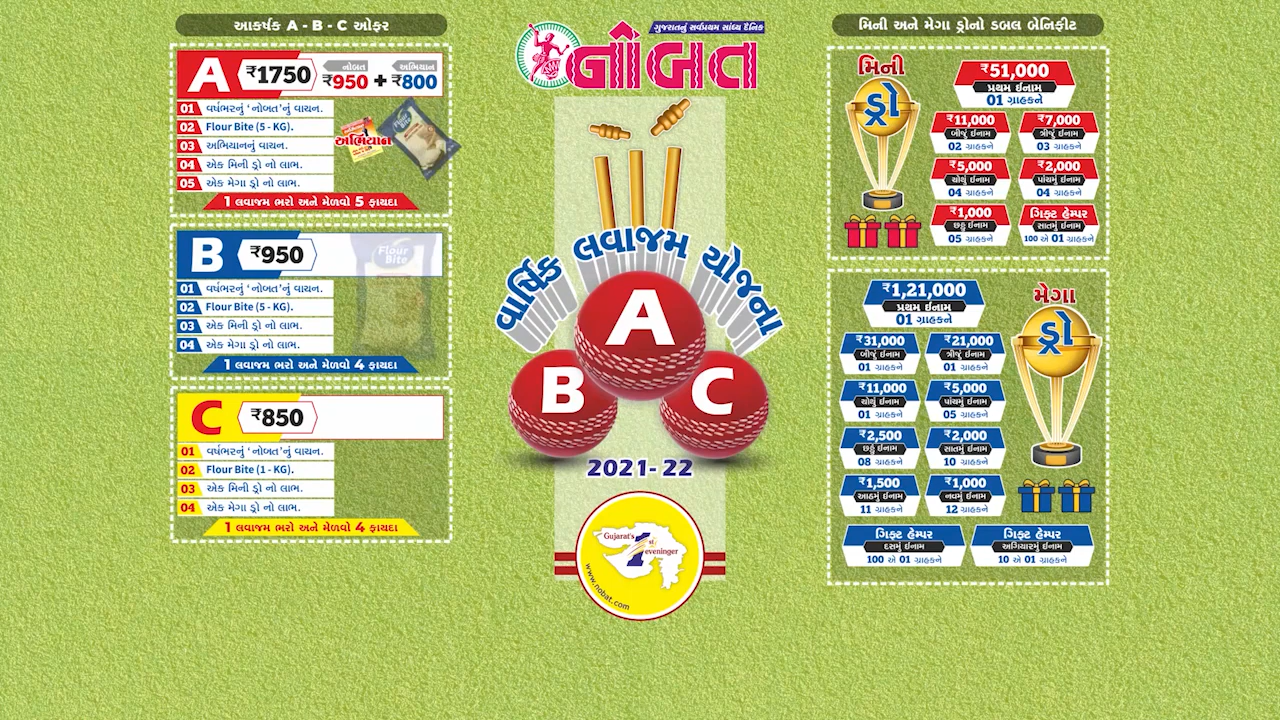 આકર્ષક A - B - C ઓફર
A ₹1750 નોબત ₹950 + અભિયાન ₹800
01 વર્ષભરનું 'નોબત'નું વાચન.
02 Flour Bite (5 - KG).
03 અભિયાનનું વાચન.
04 એક મિની ડ્રો નો લાભ.
05 એક મેગા ડ્રો નો લાભ.
અભિયાન
Flour Bite
1 લવાજમ ભરો અને મેળવો 5 ફાયદા
B ₹950
Flour Bite
01 વર્ષભરનું 'નોબત'નું વાચન.
02 Flour Bite (5 - KG).
03 એક મિની ડ્રો નો લાભ.
04 એક મેગા ડ્રો નો લાભ.
1 લવાજમ ભરો અને મેળવો 4 ફાયદા
C ₹850
01 વર્ષભરનું 'નોબત'નું વાચન.
02 Flour Bite (1 - KG).
03 એક મિની ડ્રો નો લાભ.
04 એક મેગા ડ્રો નો લાભ.
1 લવાજમ ભરો અને મેળવો 4 ફાયદા
ગુજરાતનું સર્વપ્રથમ સાંધ્ય દૈનિક
નોબત
વાર્ષિક લવાજમ યોજના
A
B C
2021- 22
Gujarat's 1st eveninger
www.nobat.com
મિની અને મેગા ડ્રોનો ડબલ બેનિફીટ
મિની
ડ્રો
₹51,000
પ્રથમ ઈનામ
01 ગ્રાહકને
₹11,000 ₹7,000
બીજું ઈનામ ત્રીજું ઈનામ
02 ગ્રાહકને 03 ગ્રાહકને
₹5,000 ₹2,000
ચોથું ઈનામ પાંચમું ઈનામ
04 ગ્રાહકને 04 ગ્રાહકને
₹1,000 ગિફ્ટ હેમ્પર
છઠ્ઠું ઈનામ સાતમું ઈનામ
05 ગ્રાહકને 100 એ 01 ગ્રાહકને
₹1,21,000
પ્રથમ ઈનામ
01 ગ્રાહકને
મેગા
ડ્રો
₹31,000 ₹21,000
બીજું ઈનામ ત્રીજું ઈનામ
01 ગ્રાહકને 01 ગ્રાહકને
₹11,000 ₹5,000
ચોથું ઈનામ પાંચમું ઈનામ
01 ગ્રાહકને 05 ગ્રાહકને
₹2,500 ₹2,000
છઠ્ઠું ઈનામ સાતમું ઈનામ
08 ગ્રાહકને 10 ગ્રાહકને
₹1,500 ₹1,000
આઠમું ઈનામ નવમું ઈનામ
11 ગ્રાહકને 12 ગ્રાહકને
ગિફ્ટ હેમ્પર ગિફ્ટ હેમ્પર
દસમું ઈનામ અગિયારમું ઈનામ
100 એ 01 ગ્રાહકને 10 એ 01 ગ્રાહકને